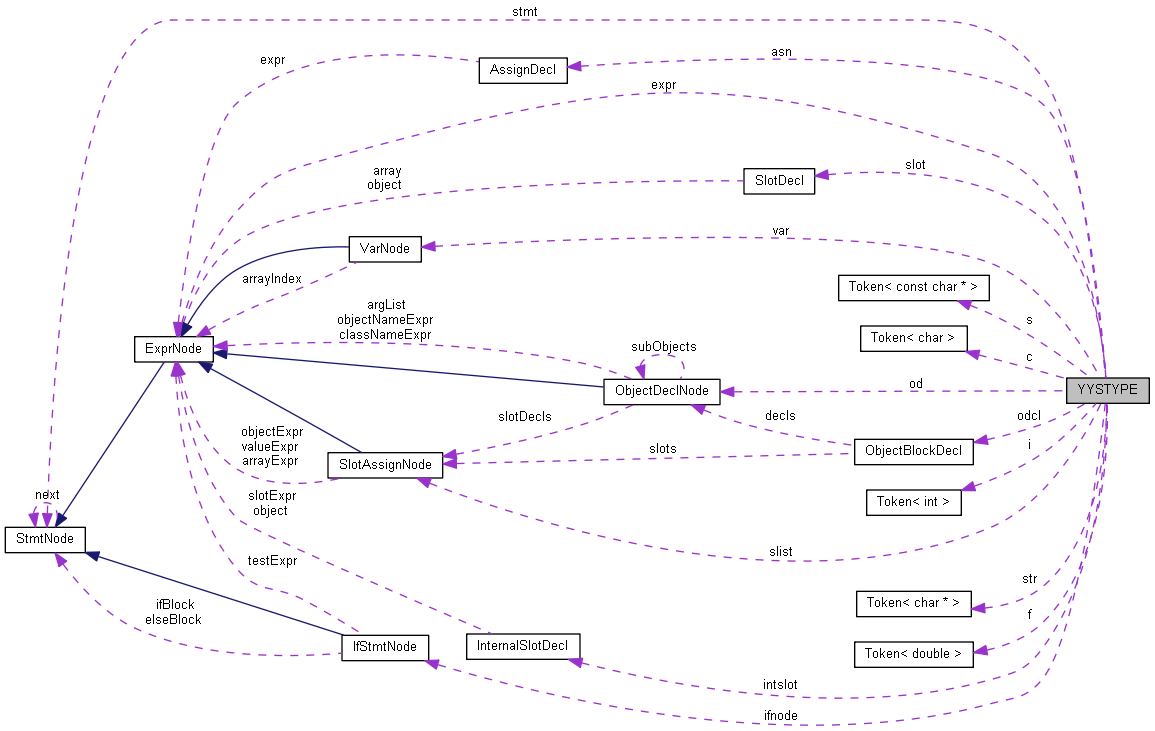 stmt
asn
expr
AssignDecl
expr
slot
array
object
SlotDecl
var
VarNode
arrayIndex
Token< const char * >
argList
objectNameExpr
classNameExpr
s
Token< char >
c
ExprNode
subObjects
YYSTYPE
ObjectDeclNode
od
slotDecls
decls
odcl
objectExpr
valueExpr
arrayExpr
slots
i
ObjectBlockDecl
SlotAssignNode
next
slotExpr
object
Token< int >
StmtNode
slist
testExpr
str
Token< char * >
ifBlock
elseBlock
f
IfStmtNode
InternalSlotDecl
Token< double >
intslot
ifnode